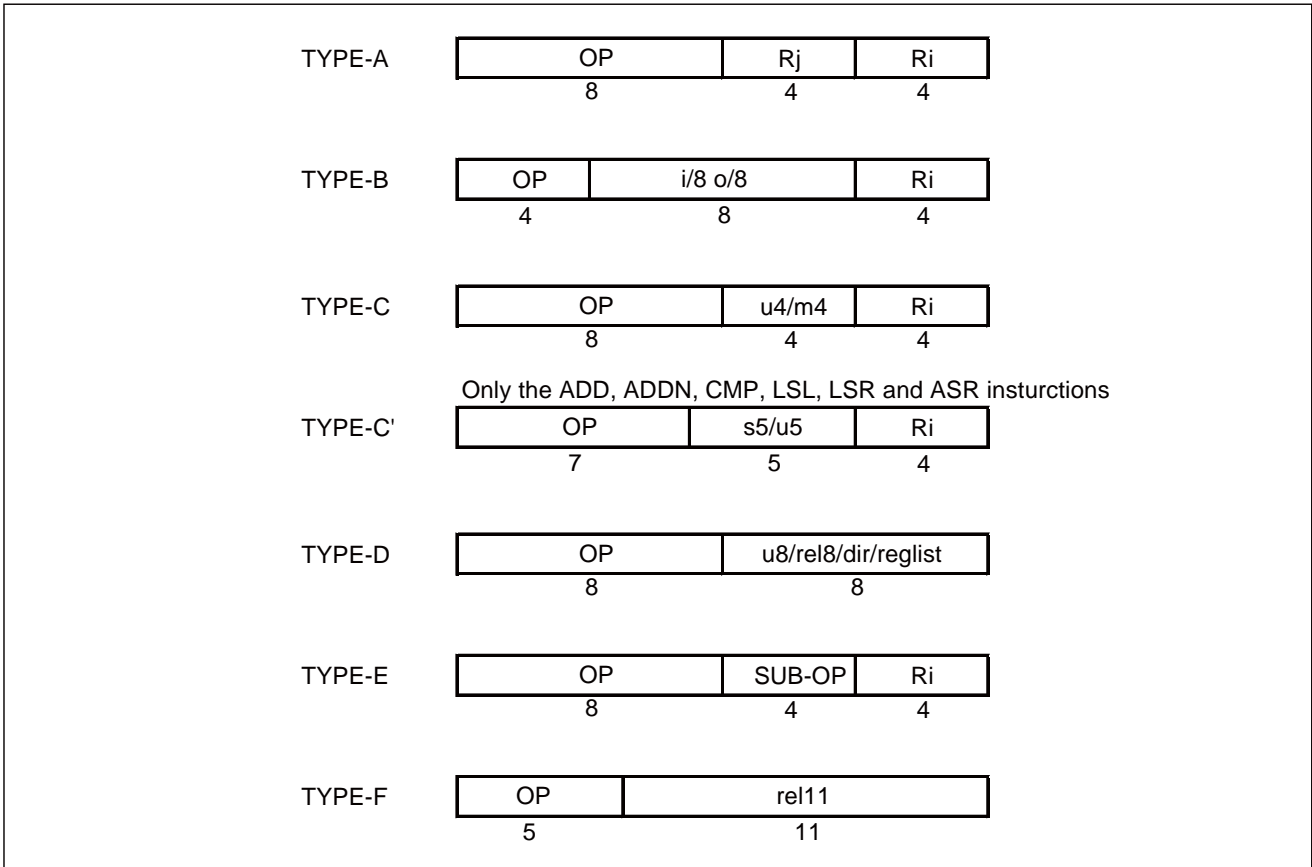 TYPE-A OP Rj Ri
8 4 4
TYPE-B OP i/8 o/8 Ri
4 8 4
TYPE-C OP u4/m4 Ri
8 4 4
Only the ADD, ADDN, CMP, LSL, LSR and ASR insturctions
TYPE-C' OP s5/u5 Ri
7 5 4
TYPE-D OP u8/rel8/dir/reglist
8 8
TYPE-E OP SUB-OP Ri
8 4 4
TYPE-F OP rel11
5 11